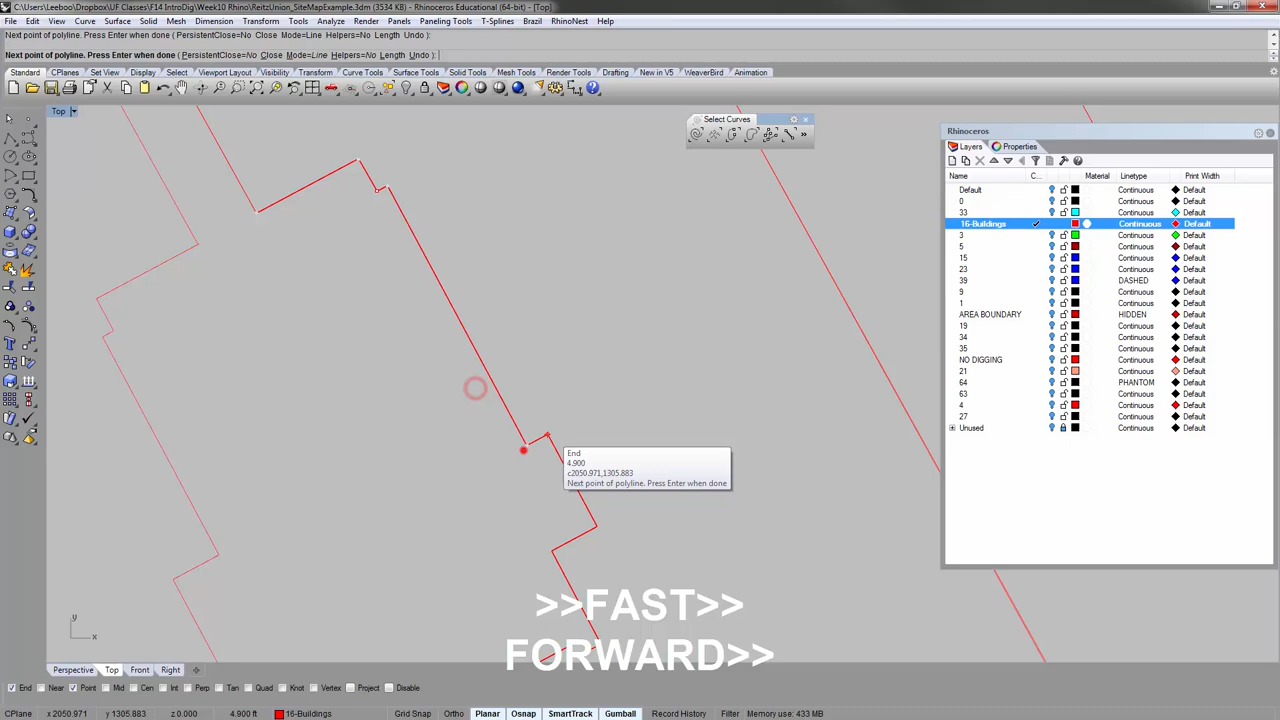 C:\Users\Leeboo\Dropbox\UF Classes\F14 IntroDig\Week10 Rhino\ReitzUnion_SiteMapExample.3dm (3534 KB) - Rhinoceros Educational (64-bit) - [Top]
File Edit View Curve Surface Solid Mesh Dimension Transform Tools Analyze Render Panels Paneling Tools T-Splines Brazil RhinoNest Help
Next point of polyline. Press Enter when done (PersistentClose=No Close Mode=Line Helpers=No Length Undo ):
Next point of polyline. Press Enter when done (PersistentClose=No Close Mode=Line Helpers=No Length Undo ):
Standard CPlanes Set View Display Select Viewport Layout Visibility Transform Curve Tools Surface Tools Solid Tools Mesh Tools Render Tools Drafting New in V5 WeaverBird Animation
Top
Select Curves
Rhinoceros
Layers Properties
Name C... Material Linetype Print Width
Default Continuous Default
0 Continuous Default
33 Continuous Default
16-Buildings Continuous Default
3 Continuous Default
5 Continuous Default
15 Continuous Default
23 Continuous Default
39 DASHED Default
9 Continuous Default
1 Continuous Default
AREA BOUNDARY HIDDEN Default
19 Continuous Default
34 Continuous Default
35 Continuous Default
NO DIGGING Continuous Default
21 Continuous Default
64 PHANTOM Default
63 Continuous Default
4 Continuous Default
27 Continuous Default
Unused Continuous Default
End
4.900
c2050.971,1305.883
Next point of polyline. Press Enter when done
>>FAST>>
FORWARD>>
y
x
Perspective Top Front Right
End Near Point Mid Cen Int Perp Tan Quad Knot Vertex Project Disable
CPlane x 2050.971 y 1305.883 z 0.000 4.900 ft 16-Buildings Grid Snap Ortho Planar Osnap SmartTrack Gumball Record History Filter Memory use: 433 MB